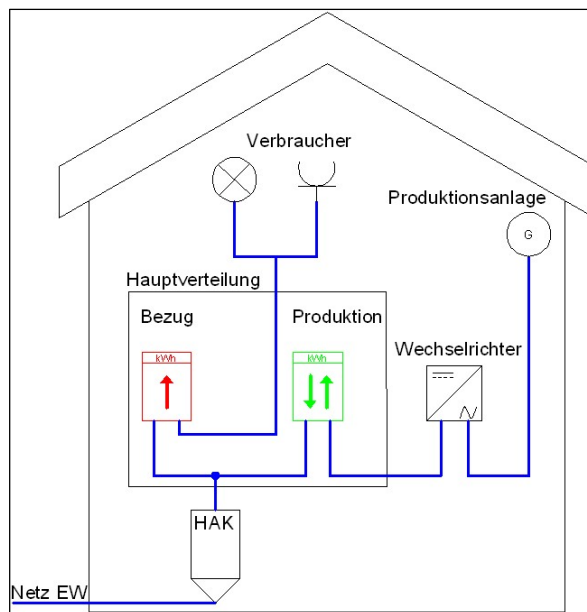 Verbraucher
Produktionsanlage
G
Hauptverteilung
Bezug
Produktion
kWh
kWh
Wechselrichter
HAK
Netz EW